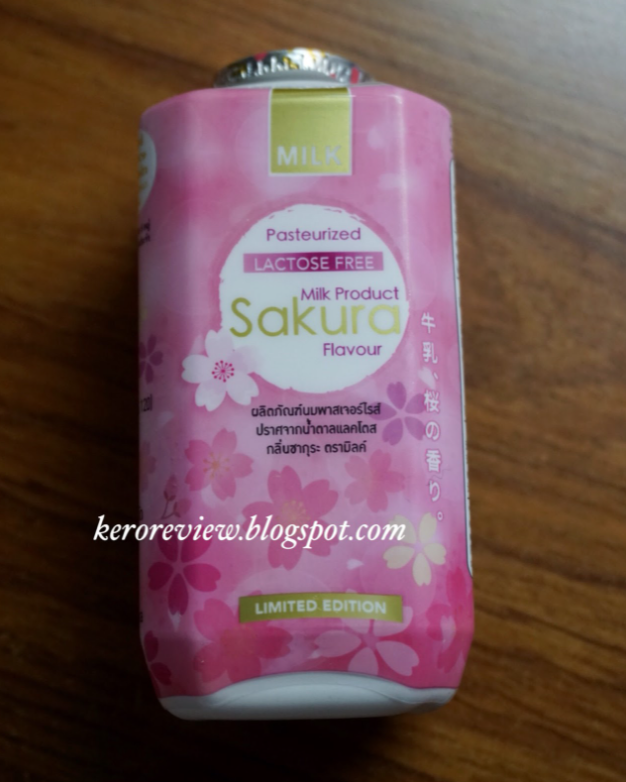 MILK
Pasteurized
LACTOSE FREE
Milk Product
Sakura
Flavour
ผลิตภัณฑ์นมพาสเจอร์ไรส์
ปราศจากน้ำตาลแลคโตส
กลิ่นซากุระ ตรามิลค์
牛乳、桜の香り。
keroreview.blogspot.com
LIMITED EDITION